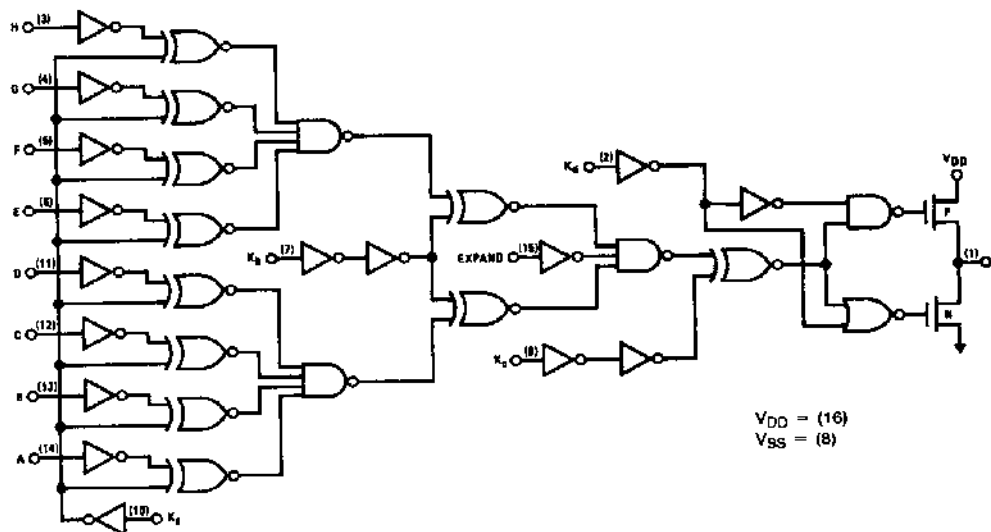 H (3)
G (4)
F (5)
E (6)
D (11)
C (12)
B (13)
A (14)
(10) Ka
Kb (7)
EXPAND (15)
Kc (9)
Kd (2)
VDD
P
(1)
N
VDD = (16)
VSS = (8)